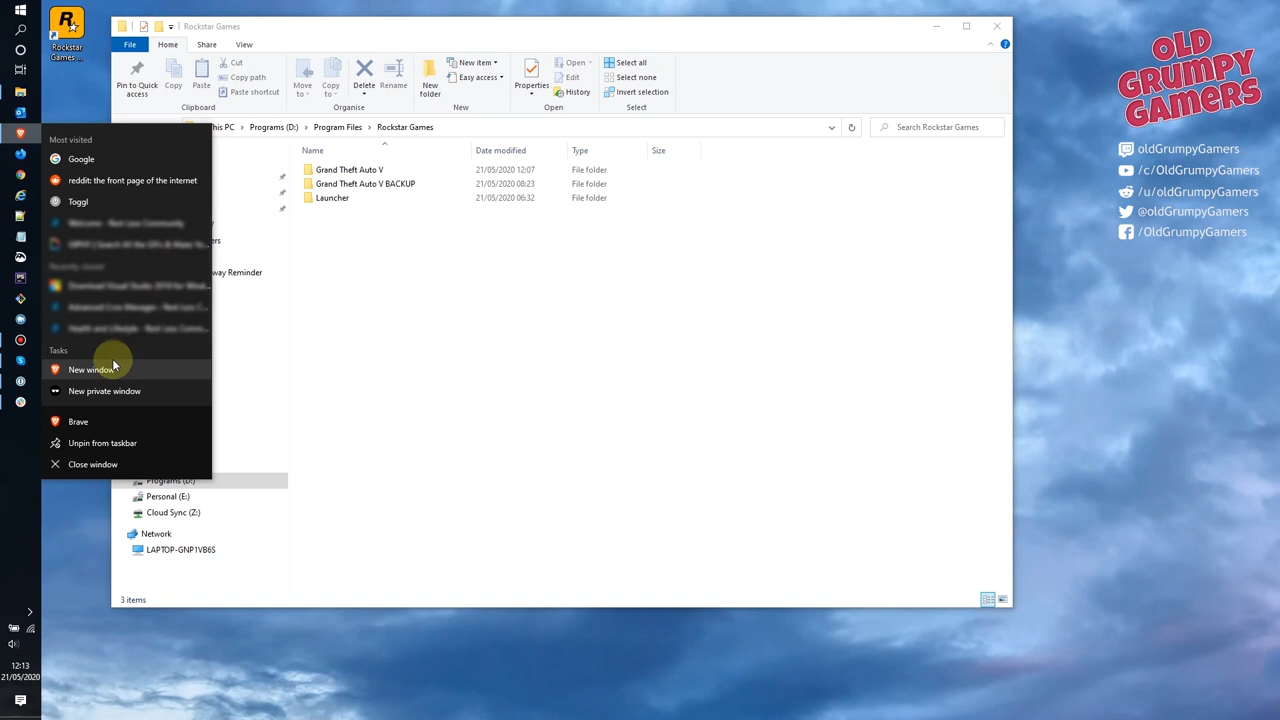 Rockstar
Games ...
Rockstar Games
File
Home
Share
View
Pin to Quick
access
Copy
Paste
Cut
Copy path
Paste shortcut
Clipboard
Move
to
Copy
to
Delete
Rename
Organise
New
folder
New item
Easy access
New
Properties
Open
Edit
History
Open
Select all
Select none
Invert selection
Select
This PC
Programs (D:)
Program Files
Rockstar Games
Search Rockstar Games
Name
Date modified
Type
Size
Grand Theft Auto V
21/05/2020 12:07
File folder
Grand Theft Auto V BACKUP
21/05/2020 08:23
File folder
Launcher
21/05/2020 06:32
File folder
Most visited
Google
reddit: the front page of the internet
Toggl
Welcome - Rest Less Community
Recently closed
Tasks
New window
New private window
Brave
Unpin from taskbar
Close window
way Reminder
Programs (D:)
Personal (E:)
Cloud Sync (Z:)
Network
LAPTOP-GNP1VB6S
3 items
12:13
21/05/2020
OLD
GRUMPY
GAMERS
oldGrumpyGamers
/c/OldGrumpyGamers
/u/oldGrumpyGamers
@oldGrumpyGamers
/OldGrumpyGamers